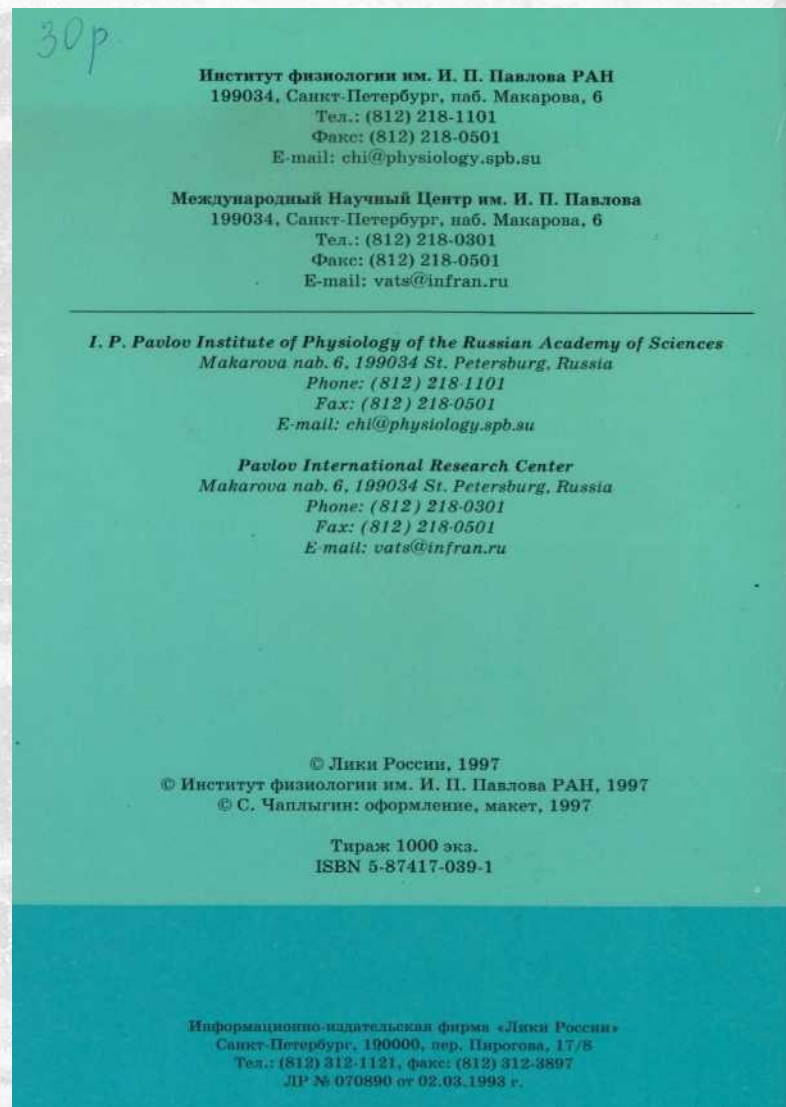 30р
Институт физиологии им. И. П. Павлова РАН
199034, Санкт-Петербург, наб. Макарова, 6
Тел.: (812) 218-1101
Факс: (812) 218-0501
E-mail: chi@physiology.spb.su
Международный Научный Центр им. И. П. Павлова
199034, Санкт-Петербург, наб. Макарова, 6
Тел.: (812) 218-0301
Факс: (812) 218-0501
E-mail: vats@infran.ru
I. P. Pavlov Institute of Physiology of the Russian Academy of Sciences
Makarova nab. 6, 199034 St. Petersburg, Russia
Phone: (812) 218-1101
Fax: (812) 218-0501
E-mail: chi@physiology.spb.su
Pavlov International Research Center
Makarova nab. 6, 199034 St. Petersburg, Russia
Phone: (812) 218-0301
Fax: (812) 218-0501
E-mail: vats@infran.ru
© Лики России, 1997
© Институт физиологии им. И. П. Павлова РАН, 1997
© С. Чаплыгин: оформление, макет, 1997
Тираж 1000 экз.
ISBN 5-87417-039-1
Информационно-издательская фирма «Лики России»
Санкт-Петербург, 190000, пер. Пирогова, 17/8
Тел.: (812) 312-1121, факс: (812) 312-3897
ЛР № 070890 от 02.03.1993 г.